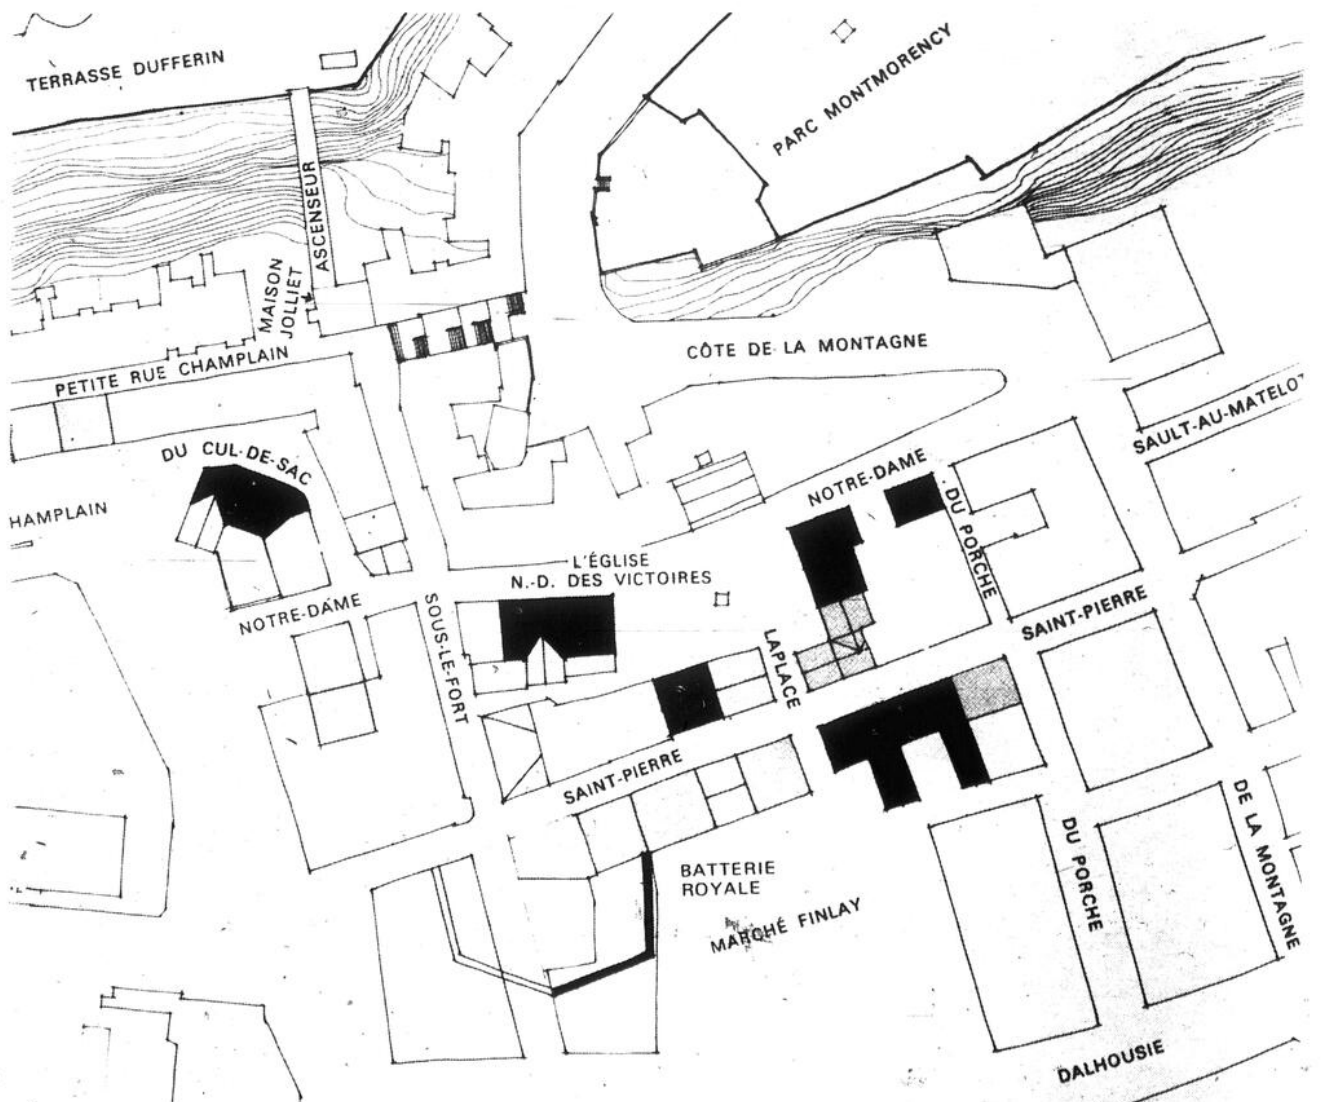 TERRASSE DUFFERIN
PARC MONTMORENCY
ASCENSEUR
MAISON
JOLLIET
CÔTE DE LA MONTAGNE
PETITE RUE CHAMPLAIN
SAULT-AU-MATELOT
DU CUL-DE-SAC
NOTRE-DAME
HAMPLAIN
DU PORCHE
L'ÉGLISE
N.-D. DES VICTOIRES
NOTRE-DAME
SOUS-LE-FORT
SAINT-PIERRE
LAPLACE
SAINT-PIERRE
DE LA MONTAGNE
DU PORCHE
BATTERIE
ROYALE
MARCHÉ FINLAY
DALHOUSIE